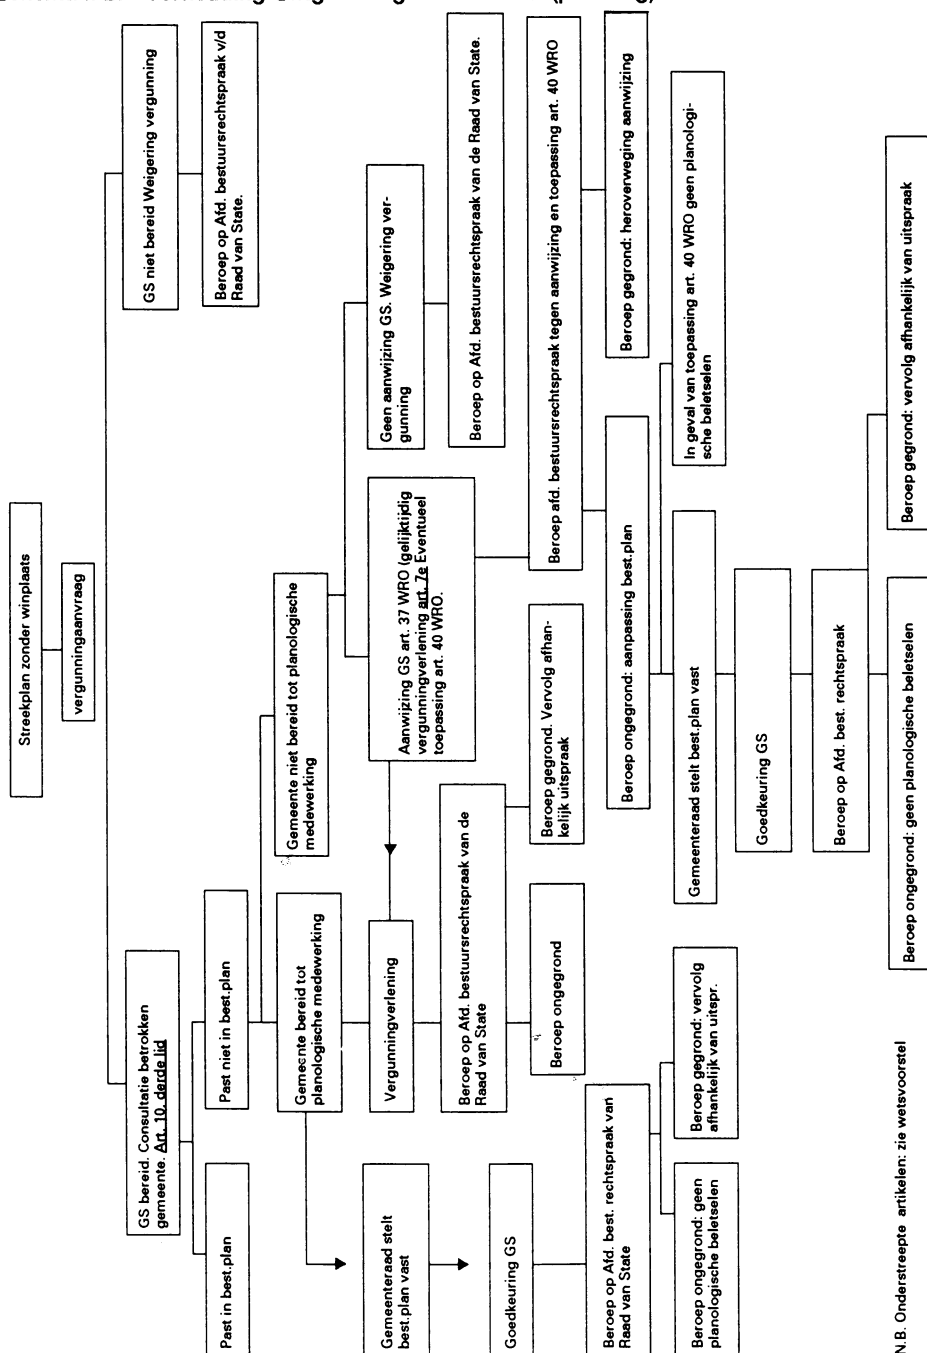 Streekplan zonder winplaats
vergunningaanvraag
GS bereid. Consultatie betrokken
gemeente. Art. 10, derde lid
GS niet bereid Weigering vergunning
Beroep op Afd. bestuursrechtspraak v/d
Raad van State.
Past in best.plan
Past niet in best.plan
Gemeente bereid tot
planologische medewerking
Gemeente niet bereid tot planologische
medewerking
Gemeenteraad stelt
best.plan vast
Vergunningverlening
Aanwijzing GS art. 37 WRO (gelijktijdig
vergunningverlening art. 7e Eventueel
toepassing art. 40 WRO.
Geen aanwijzing GS. Weigering ver-
gunning
Beroep op Afd. bestuursrechtspraak van de Raad van State.
Goedkeuring GS
Beroep op Afd. bestuursrechtspraak van de
Raad van State
Beroep ongegrond
Beroep gegrond. Vervolg afhan-
kelijk uitspraak
Beroep afd. bestuursrechtspraak tegen aanwijzing en toepassing art. 40 WRO
Beroep op Afd. best. rechtspraak van
Raad van State
Beroep ongegrond: aanpassing best.plan
Beroep gegrond: heroverweging aanwijzing
Beroep ongegrond: geen
planologische beletselen
Beroep gegrond: vervolg
afhankelijk van uitspr.
Gemeenteraad stelt best.plan vast
In geval van toepassing art. 40 WRO geen planologi-
sche beletselen
Goedkeuring GS
Beroep op Afd. best. rechtspraak
Beroep ongegrond: geen planologische beletselen
Beroep gegrond: vervolg afhankelijk van uitspraak
N.B. Onderstreepte artikelen: zie wetsvoorstel